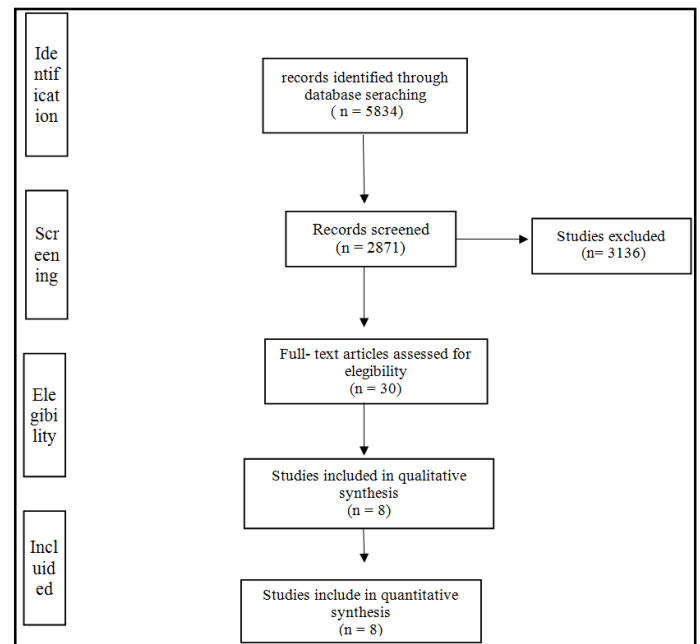 Ide
ntif
icat
ion
records identified through
database seraching
( n = 5834)
Scr
een
ing
Records screened
(n = 2871)
Studies excluded
(n= 3136)
Full- text articles assessed for
elegibility
(n = 30)
Ele
gibi
lity
Studies included in qualitative
synthesis
(n = 8)
Incl
uid
ed
Studies include in quantitative
synthesis
(n = 8)